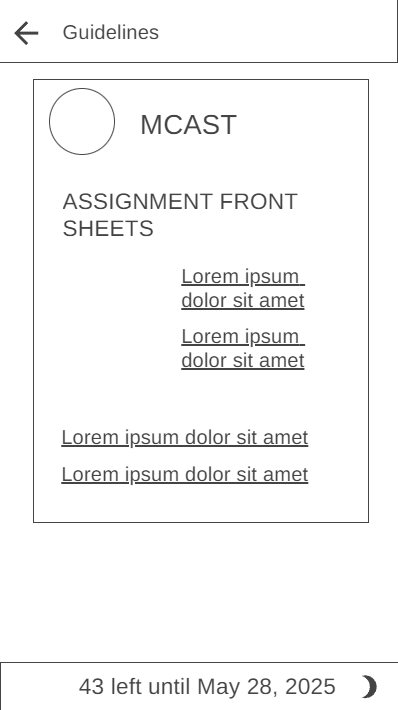 Guidelines
MCAST
ASSIGNMENT FRONT
SHEETS
Lorem ipsum
dolor sit amet
Lorem ipsum
dolor sit amet
Lorem ipsum dolor sit amet
Lorem ipsum dolor sit amet
43 left until May 28, 2025